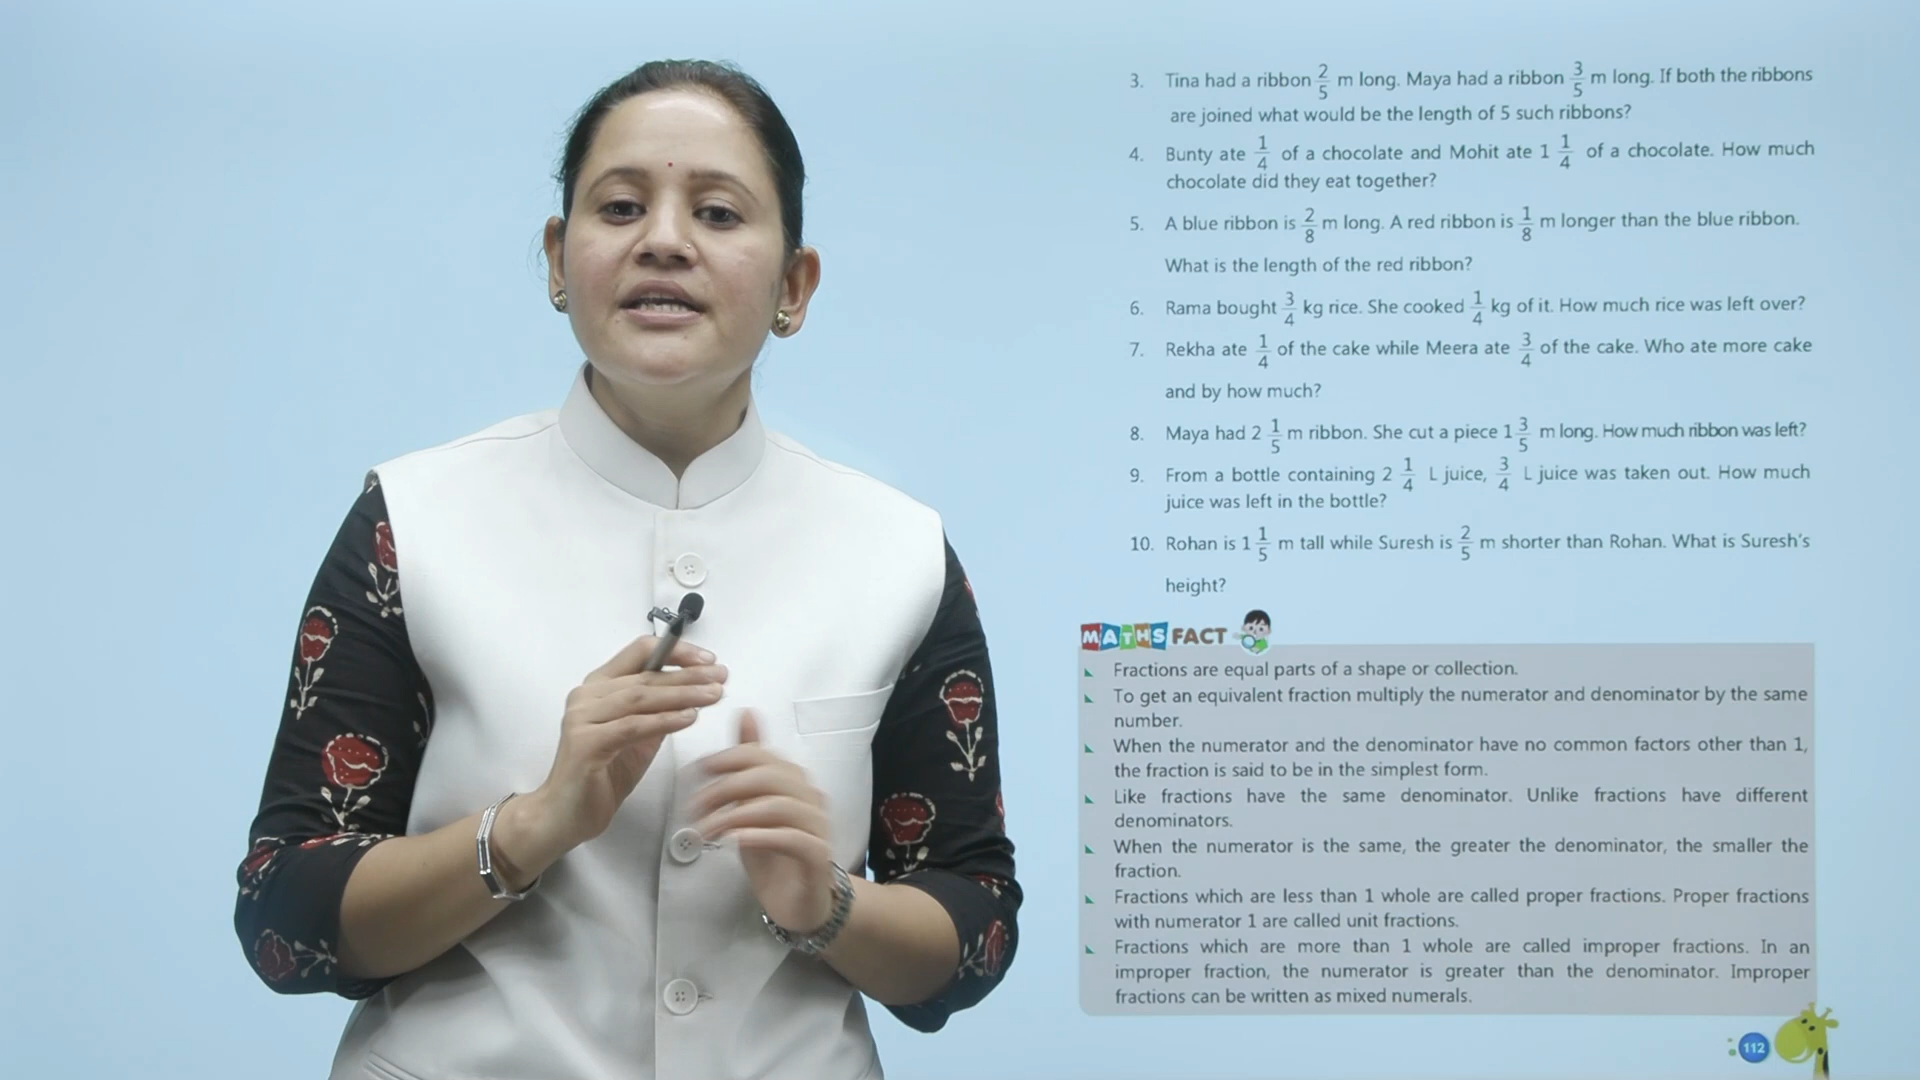 3. Tina had a ribbon 2/5 m long. Maya had a ribbon 3/5 m long. If both the ribbons
are joined what would be the length of 5 such ribbons?
4. Bunty ate 1/4 of a chocolate and Mohit ate 1 1/4 of a chocolate. How much
chocolate did they eat together?
5. A blue ribbon is 2/8 m long. A red ribbon is 1/8 m longer than the blue ribbon.
What is the length of the red ribbon?
6. Rama bought 3/4 kg rice. She cooked 1/4 kg of it. How much rice was left over?
7. Rekha ate 1/4 of the cake while Meera ate 3/4 of the cake. Who ate more cake
and by how much?
8. Maya had 2 1/5 m ribbon. She cut a piece 1 3/5 m long. How much ribbon was left?
9. From a bottle containing 2 1/4 L juice, 3/4 L juice was taken out. How much
juice was left in the bottle?
10. Rohan is 1 1/5 m tall while Suresh is 2/5 m shorter than Rohan. What is Suresh's
height?
MATHS FACT
Fractions are equal parts of a shape or collection.
To get an equivalent fraction multiply the numerator and denominator by the same
number.
When the numerator and the denominator have no common factors other than 1,
the fraction is said to be in the simplest form.
Like fractions have the same denominator. Unlike fractions have different
denominators.
When the numerator is the same, the greater the denominator, the smaller the
fraction.
Fractions which are less than 1 whole are called proper fractions. Proper fractions
with numerator 1 are called unit fractions.
Fractions which are more than 1 whole are called improper fractions. In an
improper fraction, the numerator is greater than the denominator. Improper
fractions can be written as mixed numerals.
112